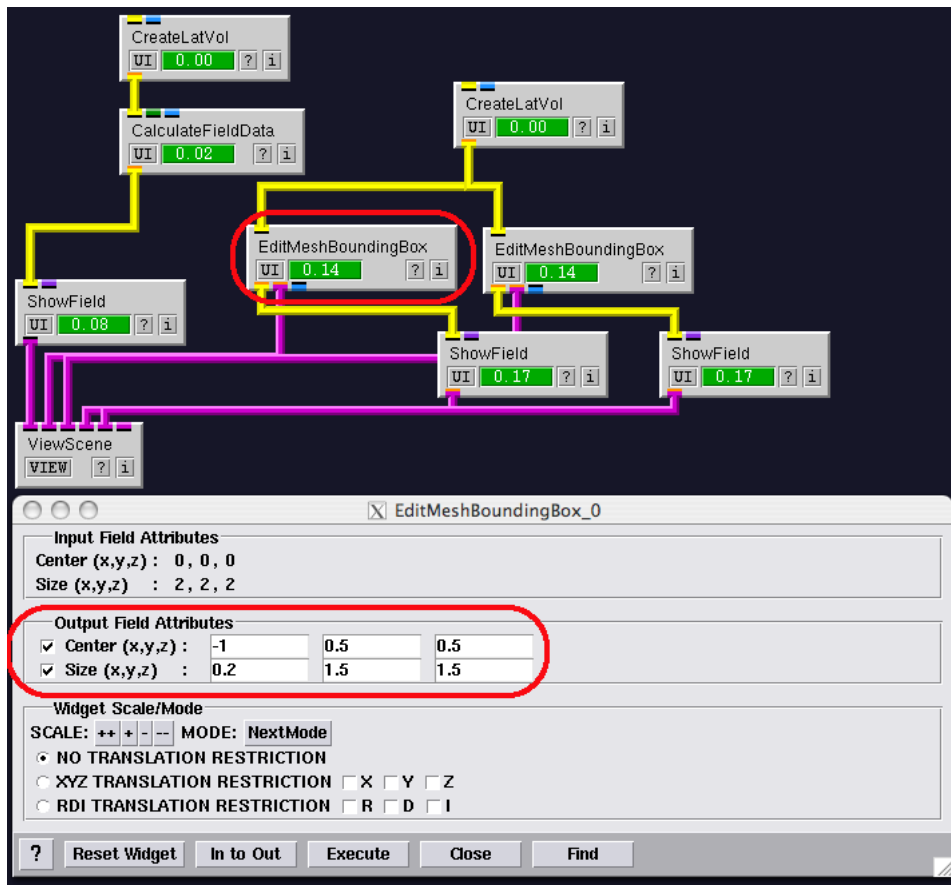 CreateLatVol
UI 0.00 ? i
CreateLatVol
UI 0.00 ? i
CalculateFieldData
UI 0.02 ? i
EditMeshBoundingBox
UI 0.14 ? i
EditMeshBoundingBox
UI 0.14 ? i
ShowField
UI 0.08 ? i
ShowField
UI 0.17 ? i
ShowField
UI 0.17 ? i
ViewScene
VIEW ? i
X EditMeshBoundingBox_0
Input Field Attributes
Center (x,y,z) : 0, 0, 0
Size (x,y,z) : 2, 2, 2
Output Field Attributes
Center (x,y,z) : -1 0.5 0.5
Size (x,y,z) : 0.2 1.5 1.5
Widget Scale/Mode
SCALE: ++ + - -- MODE: NextMode
NO TRANSLATION RESTRICTION
XYZ TRANSLATION RESTRICTION X Y Z
RDI TRANSLATION RESTRICTION R D I
? Reset Widget In to Out Execute Close Find